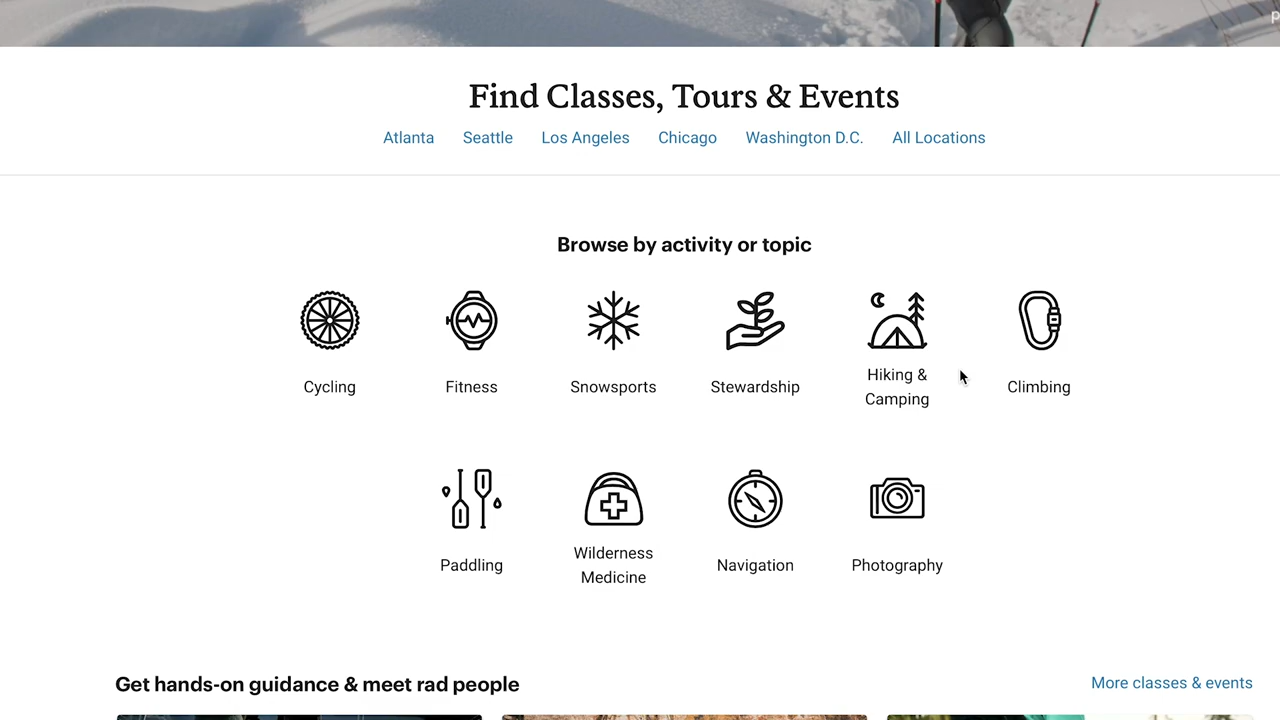 Find Classes, Tours & Events
Atlanta Seattle Los Angeles Chicago Washington D.C. All Locations
Browse by activity or topic
Cycling
Fitness
Snowsports
Stewardship
Hiking &
Camping
Climbing
Paddling
Wilderness
Medicine
Navigation
Photography
Get hands-on guidance & meet rad people
More classes & events